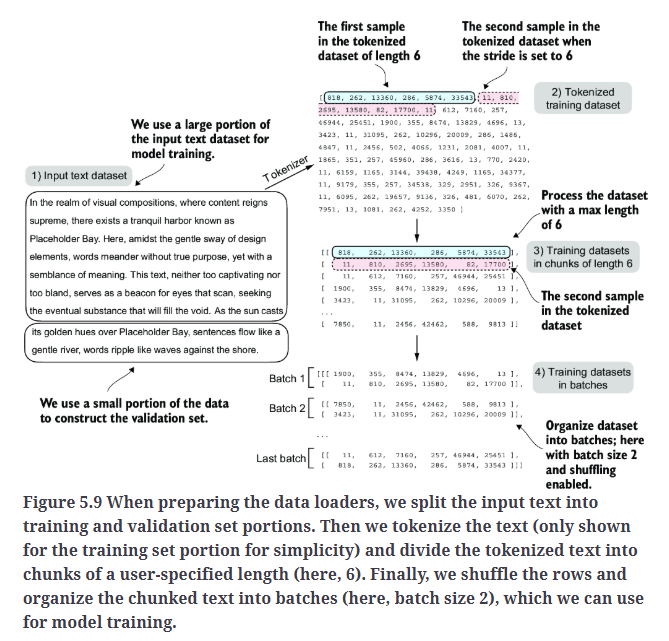 The first sample
in the tokenized
dataset of length 6
The second sample in the
tokenized dataset when
the stride is set to 6
[ 818, 262, 13360, 286, 5874, 33543, 11, 810,
2695, 13580, 82, 17700, 11, 612, 7160, 257,
46944, 25451, 1900, 355, 8474, 13829, 4696, 13,
3423, 11, 31095, 262, 10296, 20009, 286, 1486,
4847, 11, 2456, 502, 4066, 1231, 2081, 4007, 11,
1865, 351, 257, 45960, 286, 3616, 13, 770, 2420,
11, 6159, 1165, 3144, 39438, 4249, 1165, 34377,
11, 9179, 355, 257, 34538, 329, 2951, 326, 9367,
11, 6095, 262, 19657, 9136, 326, 481, 6070, 262,
7951, 13, 1081, 262, 4252, 3350 ]
2) Tokenized
training dataset
We use a large portion of
the input text dataset for
model training.
Tokenizer
1) Input text dataset
In the realm of visual compositions, where content reigns
supreme, there exists a tranquil harbor known as
Placeholder Bay. Here, amidst the gentle sway of design
elements, words meander without true purpose, yet with a
semblance of meaning. This text, neither too captivating nor
too bland, serves as a beacon for eyes that scan, seeking
the eventual substance that will fill the void. As the sun casts
its golden hues over Placeholder Bay, sentences flow like a
gentle river, words ripple like waves against the shore.
We use a small portion of the data
to construct the validation set.
Process the dataset
with a max length
of 6
[[ 818, 262, 13360, 286, 5874, 33543 ],
[ 11, 810, 2695, 13580, 82, 17700 ],
[ 11, 612, 7160, 257, 46944, 25451 ],
[ 1900, 355, 8474, 13829, 4696, 13 ],
[ 3423, 11, 31095, 262, 10296, 20009 ],
...
[ 7850, 11, 2456, 42462, 588, 9813 ]]
3) Training datasets
in chunks of length 6
The second sample
in the tokenized
dataset
Batch 1
[[[ 1900, 355, 8474, 13829, 4696, 13 ],
[ 11, 810, 2695, 13580, 82, 17700 ]],
Batch 2
[[ 7850, 11, 2456, 42462, 588, 9813 ],
[ 3423, 11, 31095, 262, 10296, 20009 ]],
...
Last batch
[[ 11, 612, 7160, 257, 46944, 25451 ],
[ 818, 262, 13360, 286, 5874, 33543 ]]]
4) Training datasets
in batches
Organize dataset
into batches; here
with batch size 2
and shuffling
enabled.
Figure 5.9 When preparing the data loaders, we split the input text into
training and validation set portions. Then we tokenize the text (only shown
for the training set portion for simplicity) and divide the tokenized text into
chunks of a user-specified length (here, 6). Finally, we shuffle the rows and
organize the chunked text into batches (here, batch size 2), which we can use
for model training.